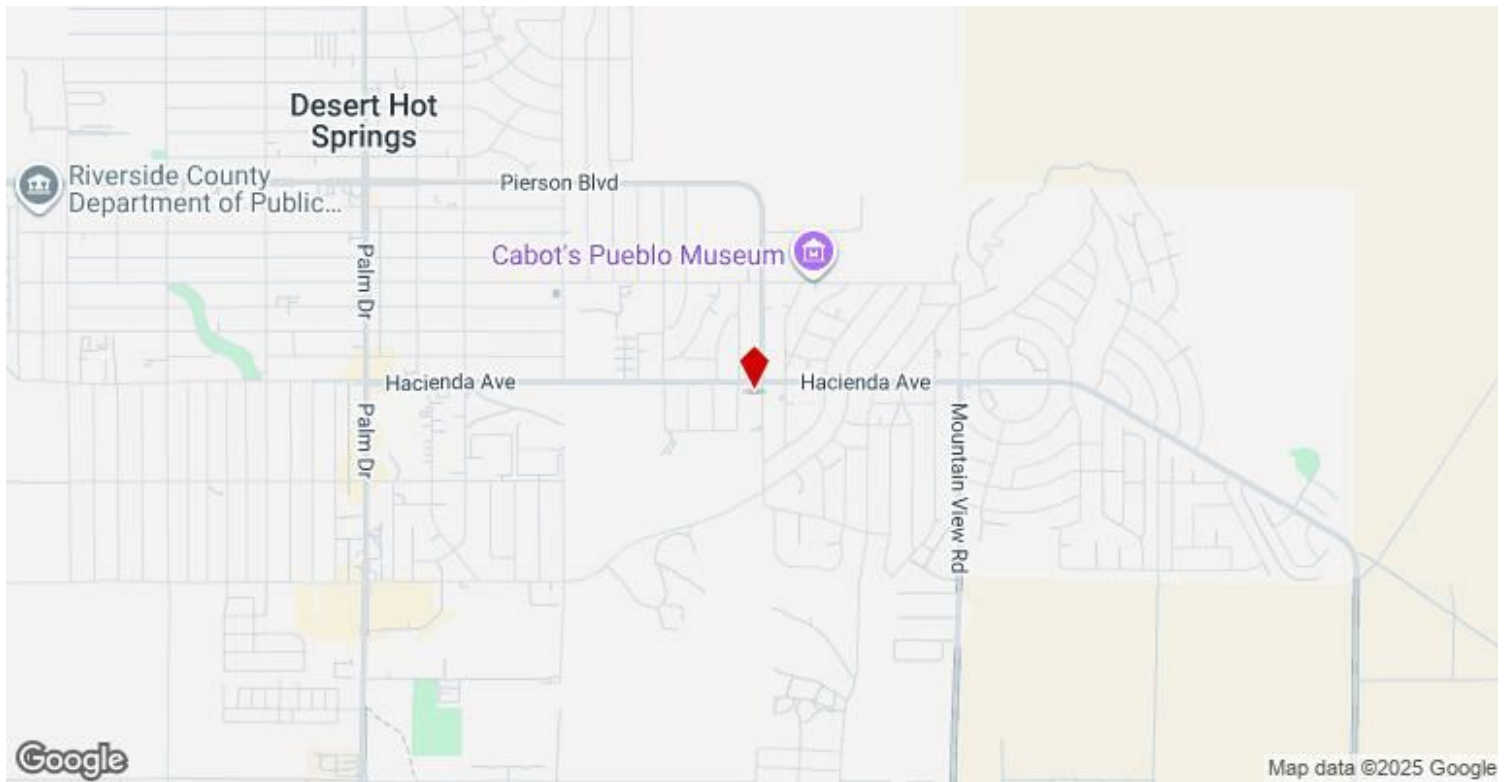 Desert Hot
Springs
Riverside County
Department of Public...
Pierson Blvd
Cabot's Pueblo Museum
Palm Dr
Hacienda Ave
Hacienda Ave
Palm Dr
Mountain View Rd
Google
Map data ©2025 Google